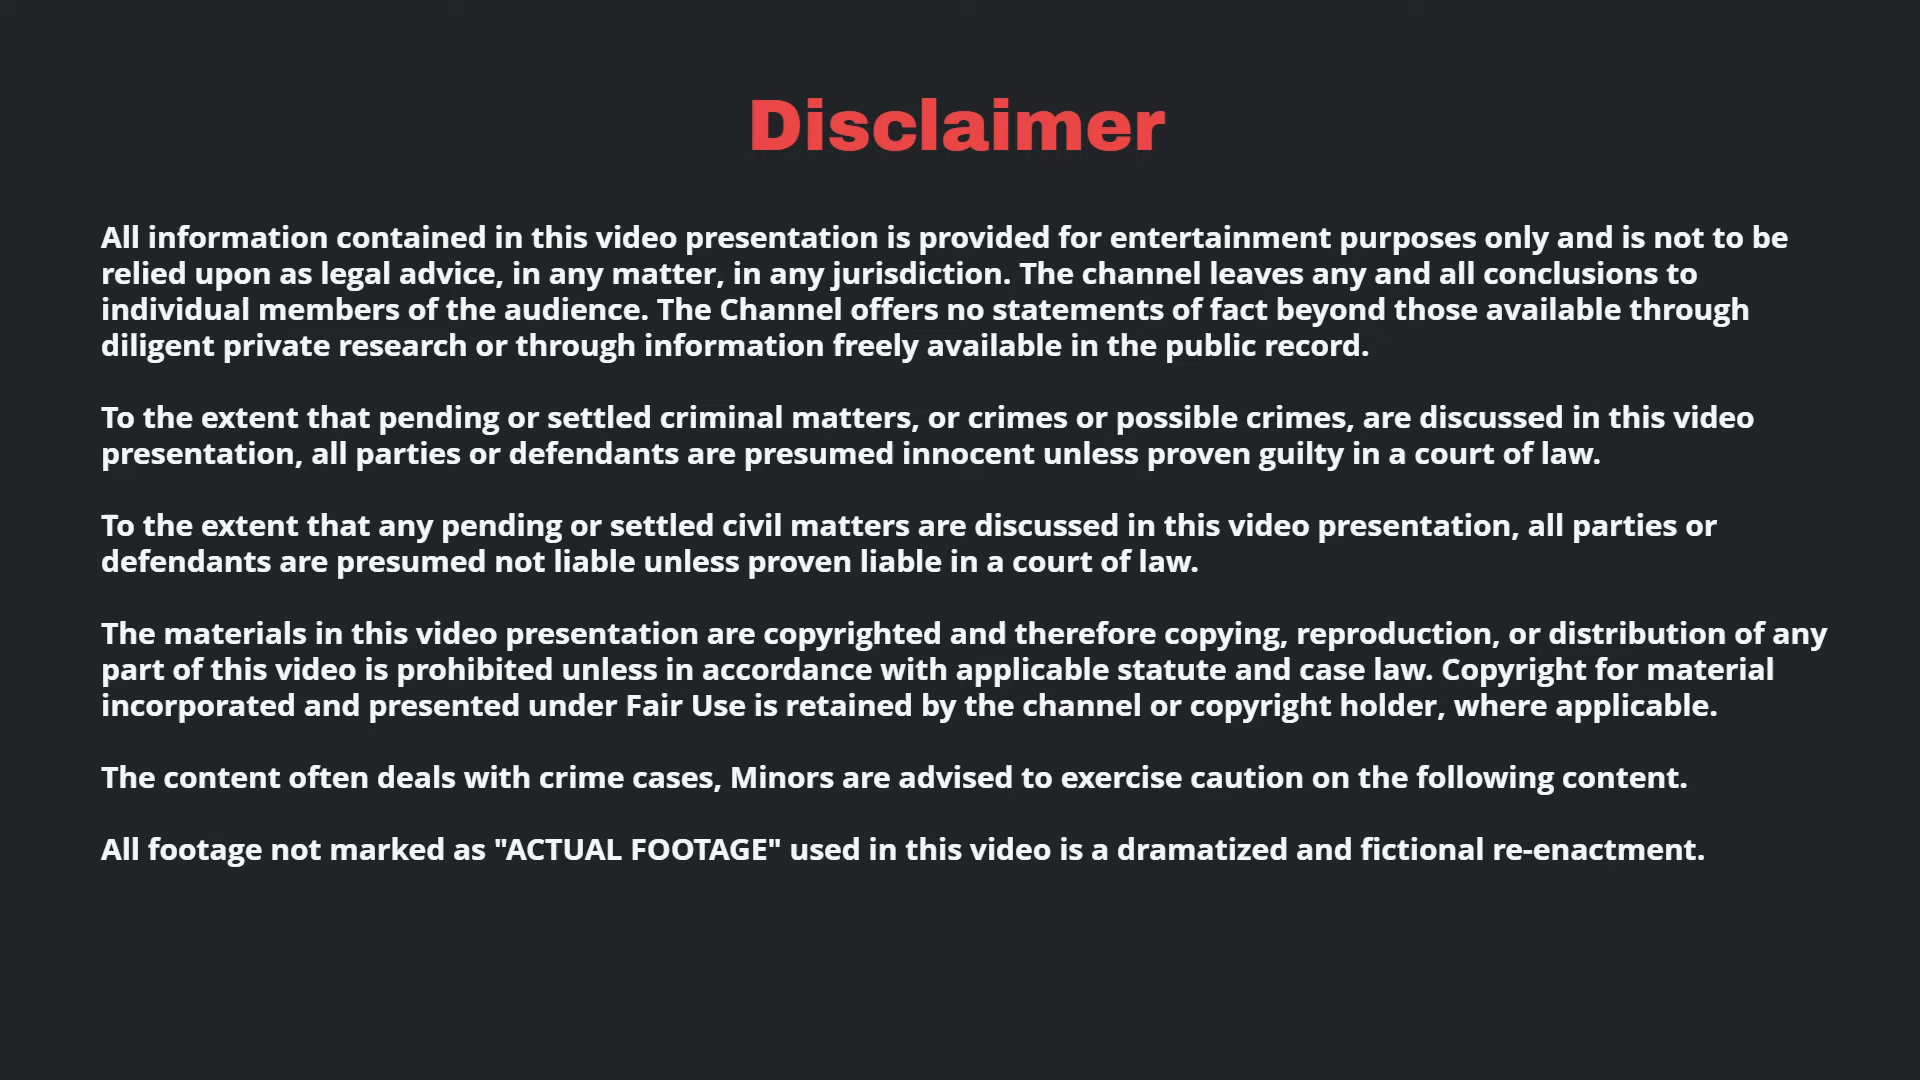 Disclaimer
All information contained in this video presentation is provided for entertainment purposes only and is not to be
relied upon as legal advice, in any matter, in any jurisdiction. The channel leaves any and all conclusions to
individual members of the audience. The Channel offers no statements of fact beyond those available through
diligent private research or through information freely available in the public record.
To the extent that pending or settled criminal matters, or crimes or possible crimes, are discussed in this video
presentation, all parties or defendants are presumed innocent unless proven guilty in a court of law.
To the extent that any pending or settled civil matters are discussed in this video presentation, all parties or
defendants are presumed not liable unless proven liable in a court of law.
The materials in this video presentation are copyrighted and therefore copying, reproduction, or distribution of any
part of this video is prohibited unless in accordance with applicable statute and case law. Copyright for material
incorporated and presented under Fair Use is retained by the channel or copyright holder, where applicable.
The content often deals with crime cases, Minors are advised to exercise caution on the following content.
All footage not marked as "ACTUAL FOOTAGE" used in this video is a dramatized and fictional re-enactment.